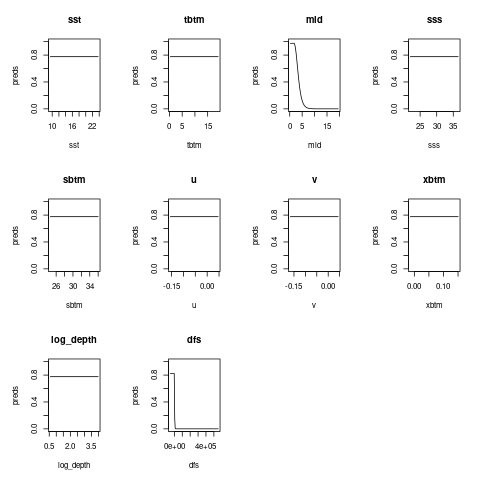 sst tbtm mld sss
preds 0.0 0.4 0.8 preds 0.0 0.4 0.8 preds 0.0 0.4 0.8 preds 0.0 0.4 0.8
10 16 22 0 5 15 0 5 15 25 30 35
sst tbtm mld sss
sbtm u v xbtm
preds 0.0 0.4 0.8 preds 0.0 0.4 0.8 preds 0.0 0.4 0.8 preds 0.0 0.4 0.8
26 30 34 -0.15 0.00 -0.15 0.00 0.00 0.10
sbtm u v xbtm
log_depth dfs
preds 0.0 0.4 0.8 preds 0.0 0.4 0.8
0.5 2.0 3.5 0e+00 4e+05
log_depth dfs